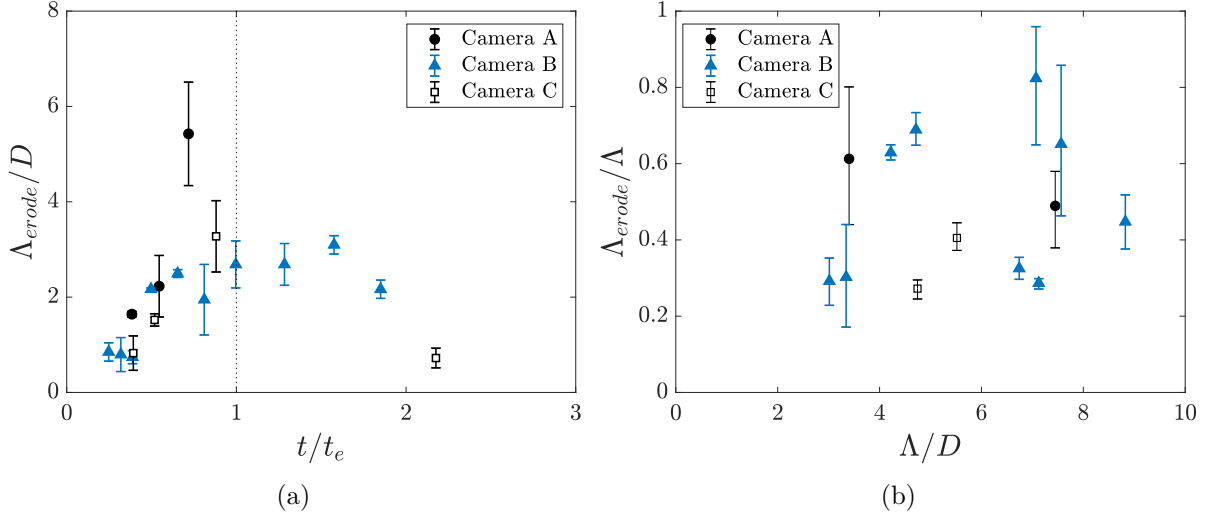 8
6
4
2
0
Λ_erode/D
0 1 2 3
t/t_e
Camera A
Camera B
Camera C
(a)
1
0.8
0.6
0.4
0.2
0
Λ_erode/Λ
0 2 4 6 8 10
Λ/D
Camera A
Camera B
Camera C
(b)